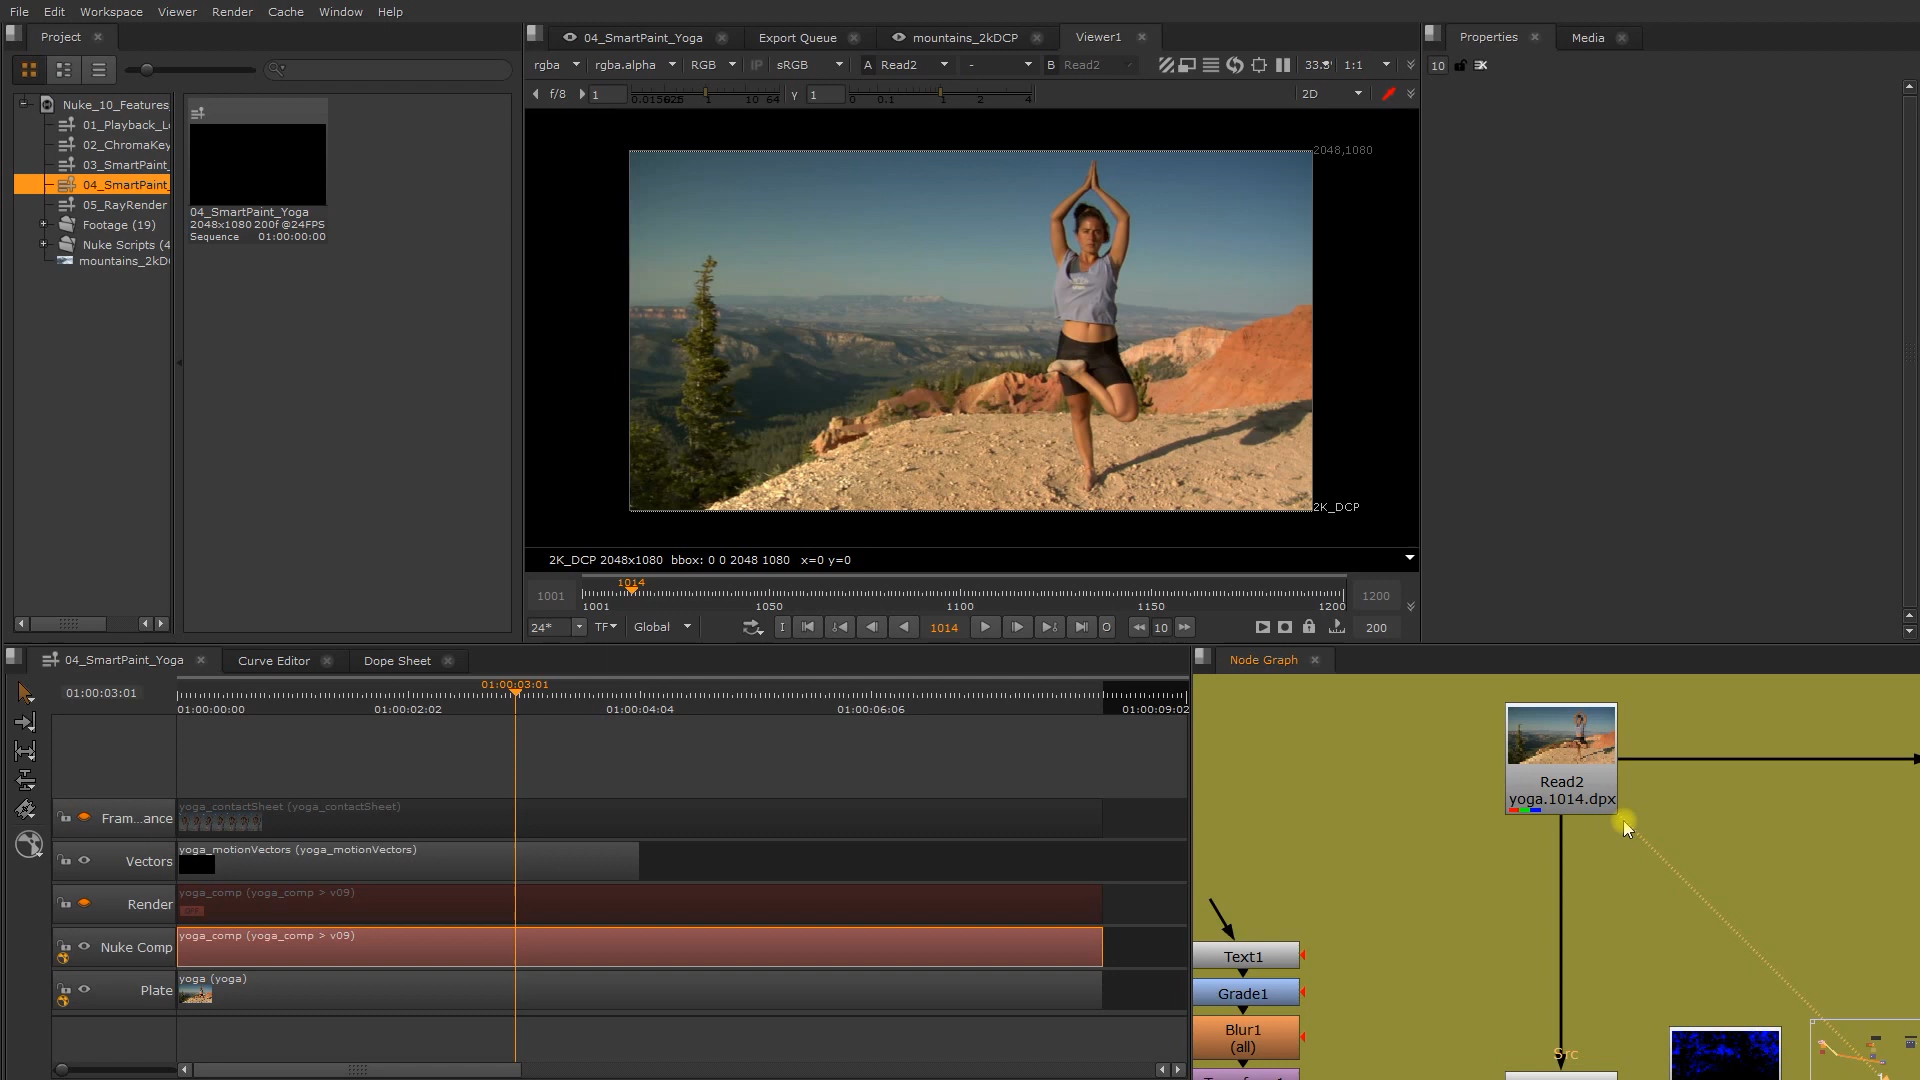 File Edit Workspace Viewer Render Cache Window Help
Project
04_SmartPaint_Yoga Export Queue mountains_2kDCP Viewer1
Properties Media
rgba rgba.alpha RGB IP sRGB A Read2 - B Read2 1:1
10
f/8 1 γ 1 0 0.1 1 2 4 2D
Nuke_10_Features
01_Playback_L
02_ChromaKey
03_SmartPaint_
04_SmartPaint_
05_RayRender
Footage (19)
Nuke Scripts (4
mountains_2kD
04_SmartPaint_Yoga
2048x1080 200f @24FPS
Sequence 01:00:00:00
2048,1080
2K_DCP
2K_DCP 2048x1080 bbox: 0 0 2048 1080 x=0 y=0
1014
1001 1200
1001 1050 1100 1150 1200
24* TF Global I 1014 O 10 200
04_SmartPaint_Yoga Curve Editor Dope Sheet
Node Graph
01:00:03:01
01:00:03:01
01:00:00:00 01:00:02:02 01:00:04:04 01:00:06:06 01:00:09:02
yoga_contactSheet (yoga_contactSheet)
Fram...ance
yoga_motionVectors (yoga_motionVectors)
Vectors
yoga_comp (yoga_comp > v09)
Render
yoga_comp (yoga_comp > v09)
Nuke Comp
yoga (yoga)
Plate
Read2
yoga.1014.dpx
Text1
Grade1
Blur1
(all)
Src